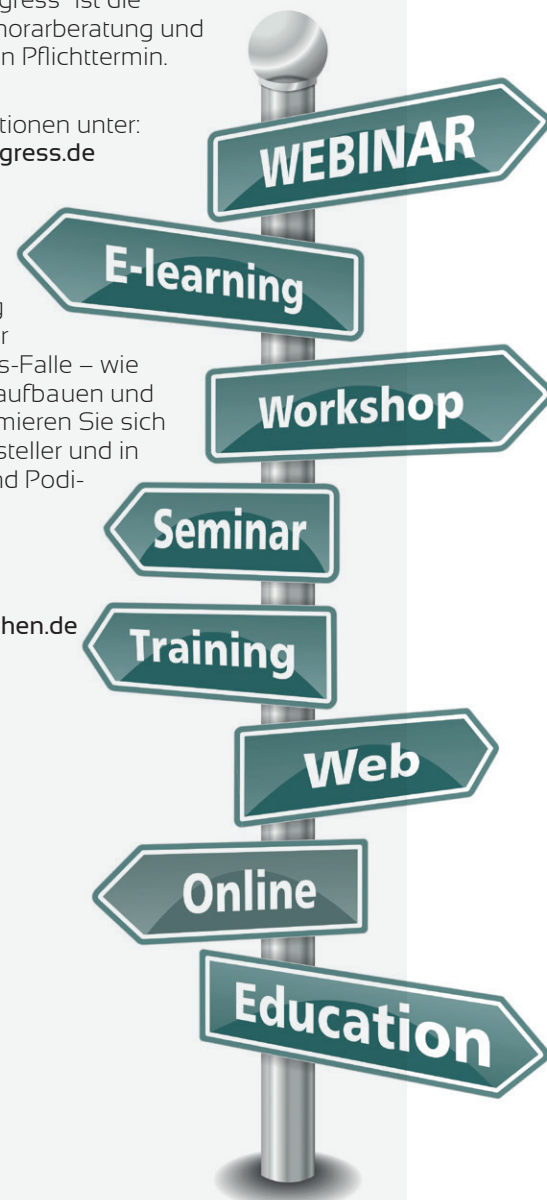 gress“ ist die
norarberatung und
n Pflichttermin.
tionen unter:
gress.de
g
r
s-Falle – wie
aufbauen und
mieren Sie sich
steller und in
nd Podi-
hen.de
WEBINAR
E-learning
Workshop
Seminar
Training
Web
Online
Education